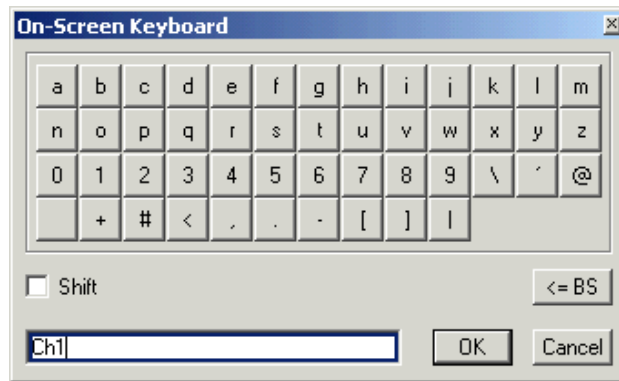 On-Screen Keyboard
a b c d e f g h i j k l m
n o p q r s t u v w x y z
0 1 2 3 4 5 6 7 8 9 \ ´ @
+ # < , . - [ ] |
Shift <= BS
Ch1 OK Cancel